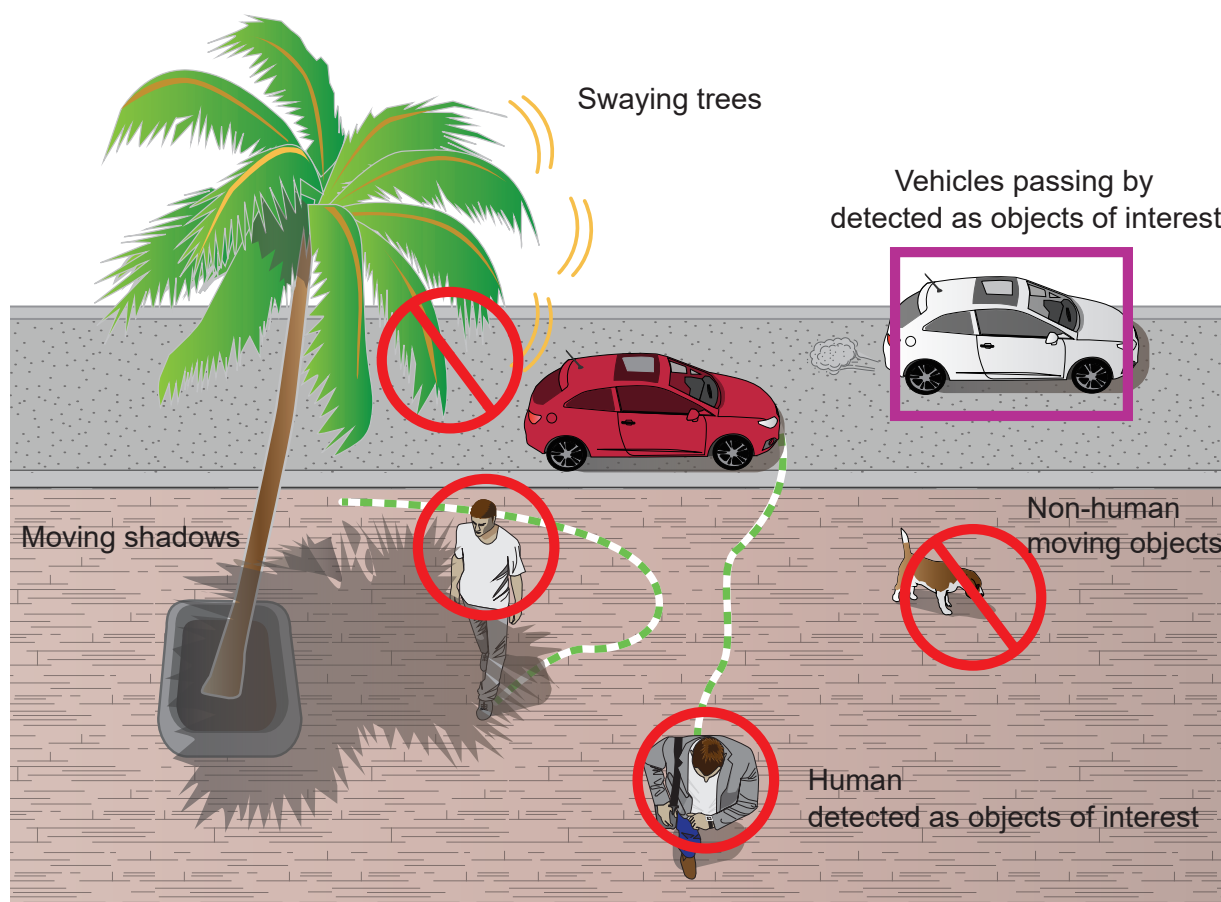 Swaying trees
Vehicles passing by
detected as objects of interest
Moving shadows
Non-human
moving objects
Human
detected as objects of interest